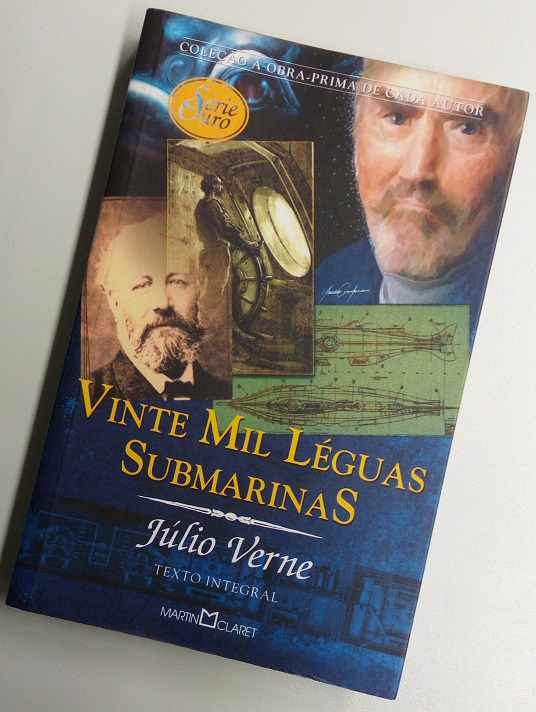 COLEÇÃO A OBRA-PRIMA DE CADA AUTOR
Série
Ouro
VINTE MIL LÉGUAS
SUBMARINAS
Júlio Verne
TEXTO INTEGRAL
MARTIN CLARET